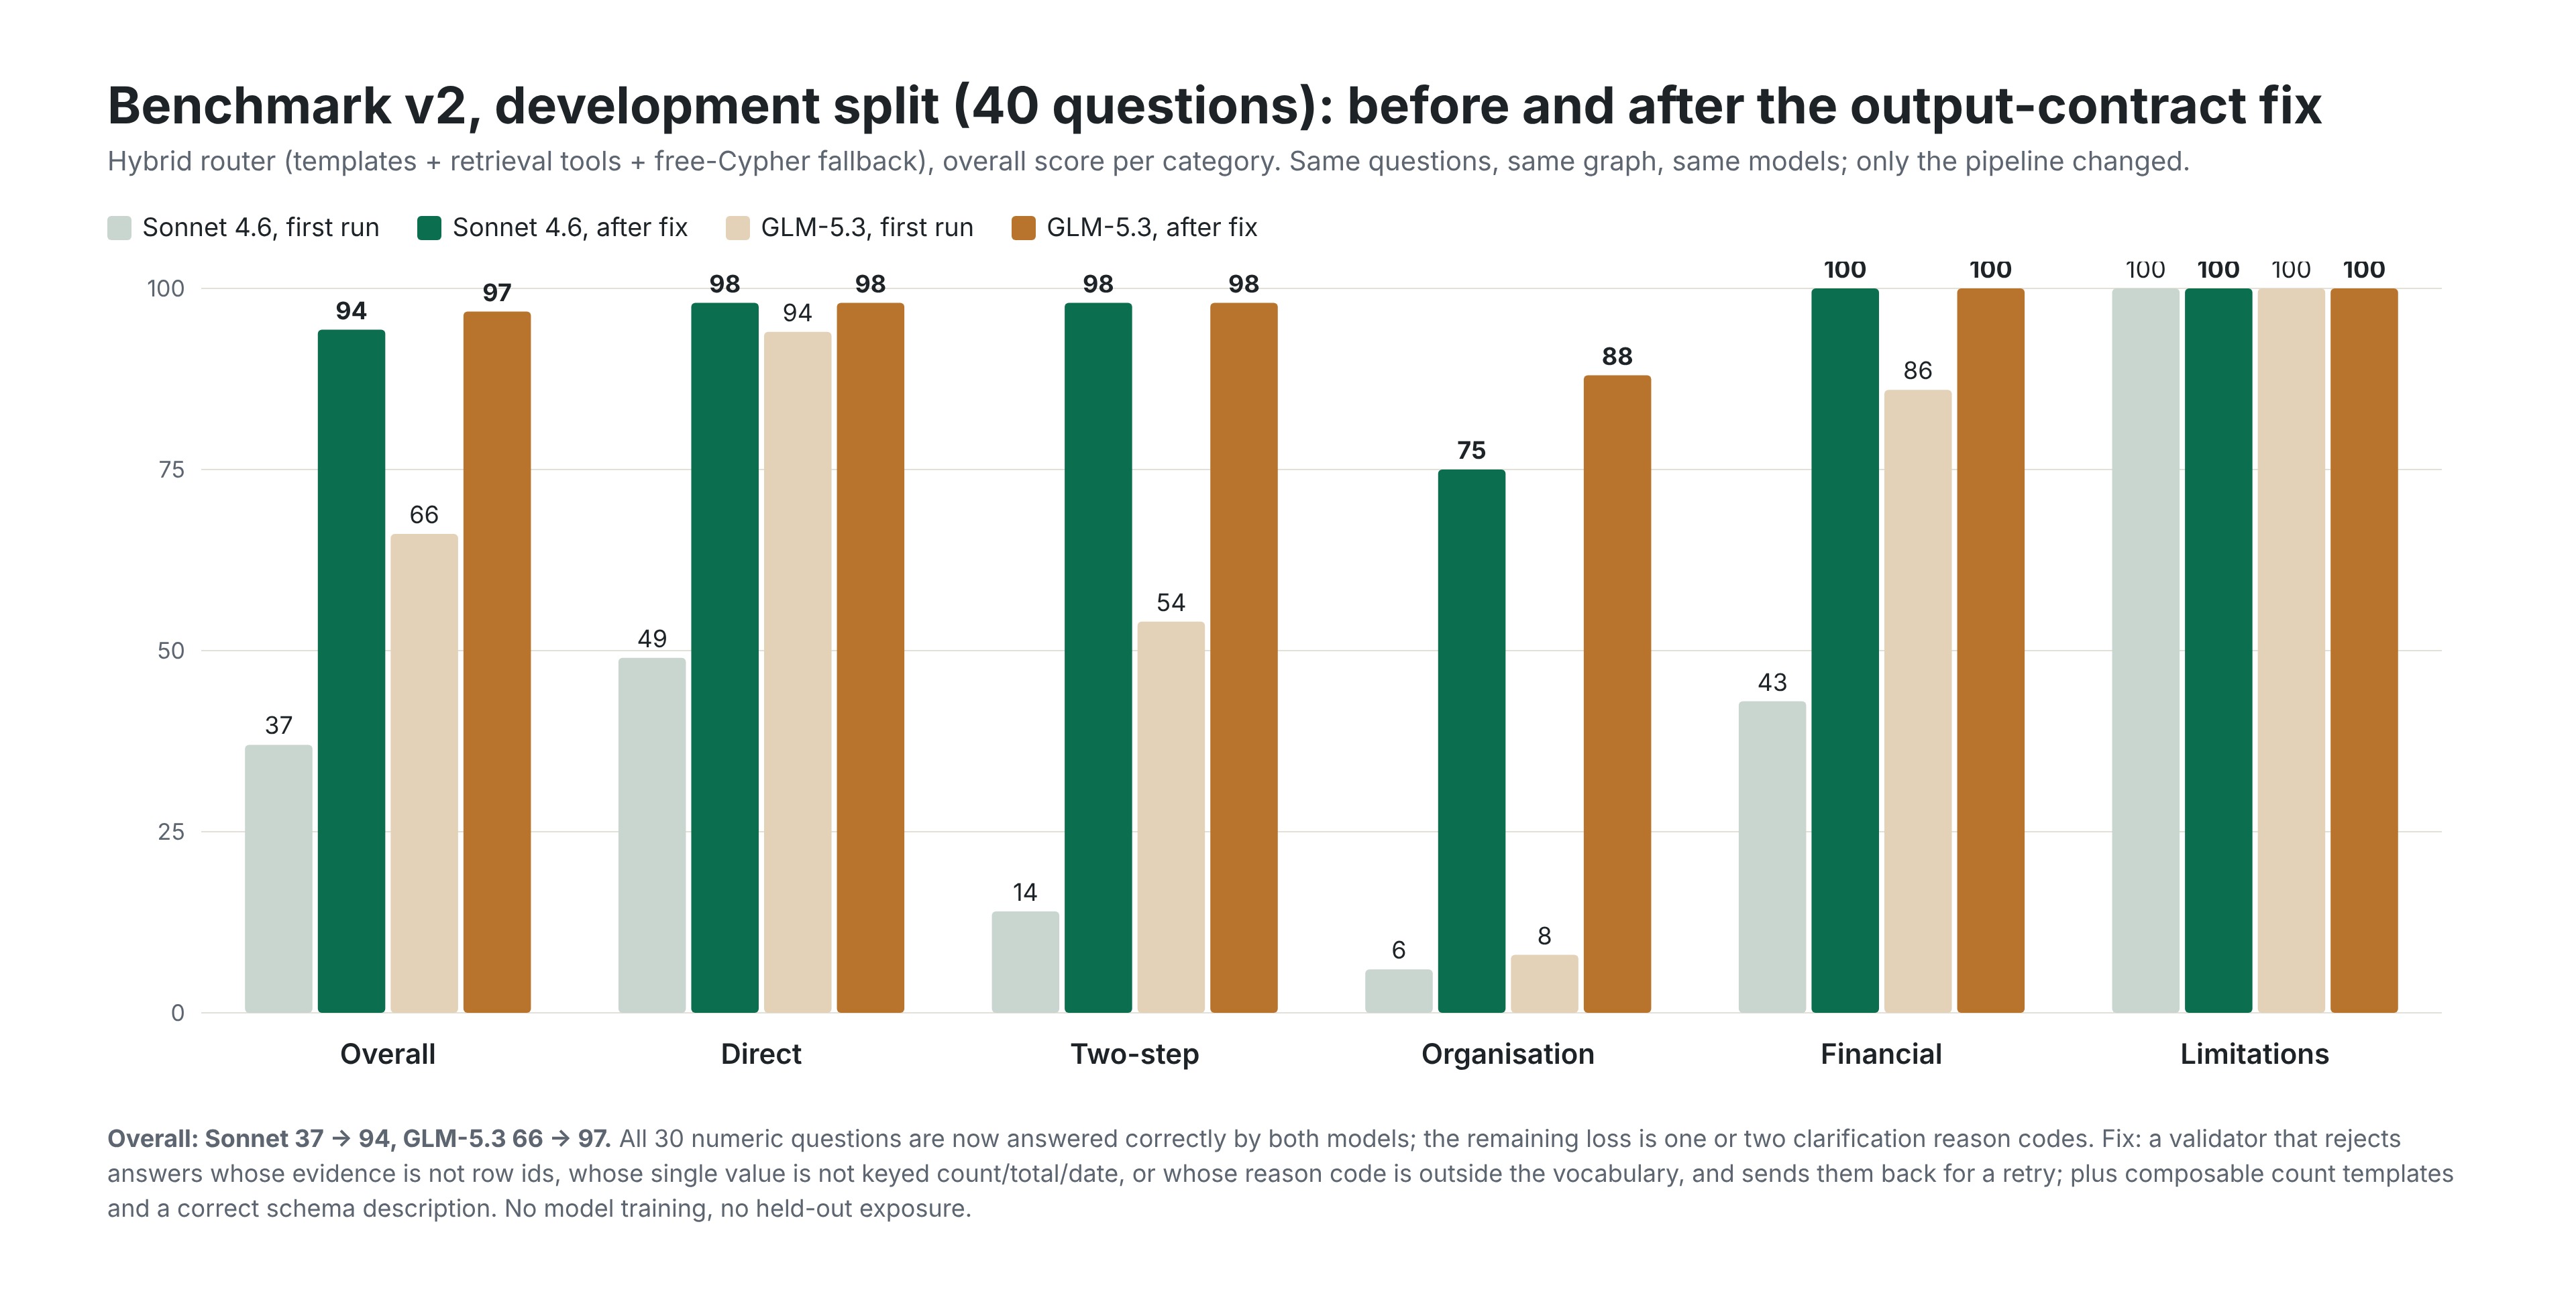 Benchmark v2, development split (40 questions): before and after the output-contract fix
Hybrid router (templates + retrieval tools + free-Cypher fallback), overall score per category. Same questions, same graph, same models; only the pipeline changed.
Sonnet 4.6, first run Sonnet 4.6, after fix GLM-5.3, first run GLM-5.3, after fix
100 75 50 25 0
37 94 66 97
49 98 94 98
14 98 54 98
6 75 8 88
43 100 86 100
100 100 100 100
Overall Direct Two-step Organisation Financial Limitations
Overall: Sonnet 37 → 94, GLM-5.3 66 → 97. All 30 numeric questions are now answered correctly by both models; the remaining loss is one or two clarification reason codes. Fix: a validator that rejects
answers whose evidence is not row ids, whose single value is not keyed count/total/date, or whose reason code is outside the vocabulary, and sends them back for a retry; plus composable count templates
and a correct schema description. No model training, no held-out exposure.